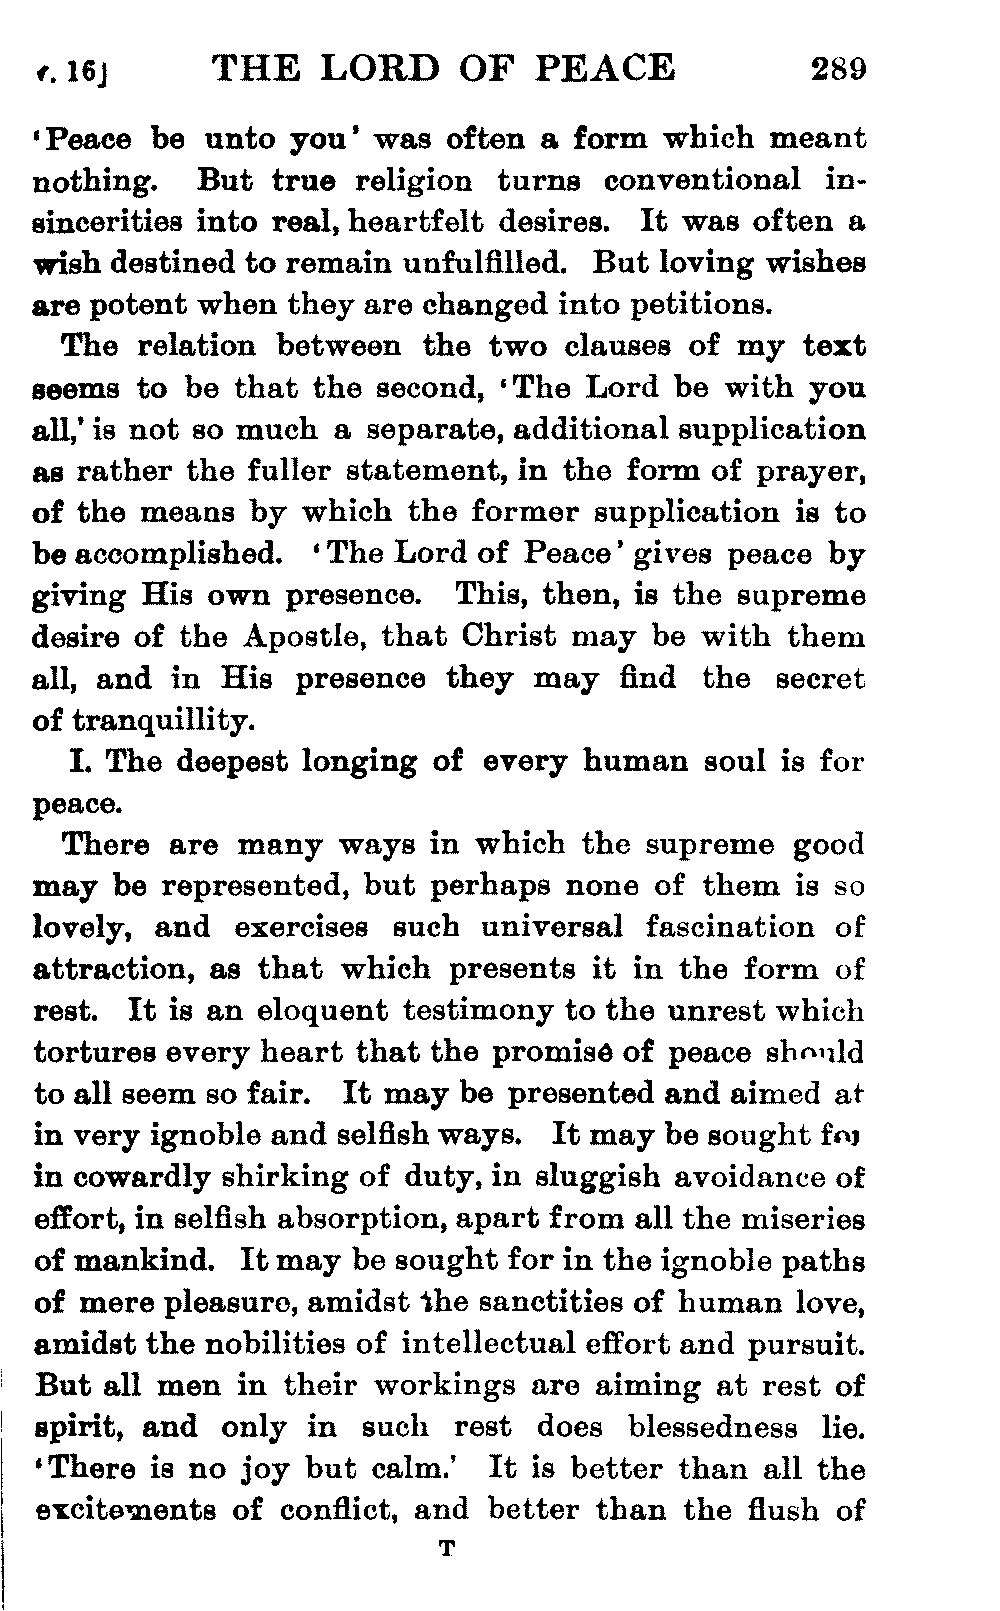 v. 16] THE LORD OF PEACE 289
‘Peace be unto you’ was often a form which meant
nothing. But true religion turns conventional in-
sincerities into real, heartfelt desires. It was often a
wish destined to remain unfulfilled. But loving wishes
are potent when they are changed into petitions.
The relation between the two clauses of my text
seems to be that the second, ‘The Lord be with you
all,’ is not so much a separate, additional supplication
as rather the fuller statement, in the form of prayer,
of the means by which the former supplication is to
be accomplished. ‘The Lord of Peace’ gives peace by
giving His own presence. This, then, is the supreme
desire of the Apostle, that Christ may be with them
all, and in His presence they may find the secret
of tranquillity.
I. The deepest longing of every human soul is for
peace.
There are many ways in which the supreme good
may be represented, but perhaps none of them is so
lovely, and exercises such universal fascination of
attraction, as that which presents it in the form of
rest. It is an eloquent testimony to the unrest which
tortures every heart that the promise of peace should
to all seem so fair. It may be presented and aimed at
in very ignoble and selfish ways. It may be sought for
in cowardly shirking of duty, in sluggish avoidance of
effort, in selfish absorption, apart from all the miseries
of mankind. It may be sought for in the ignoble paths
of mere pleasure, amidst the sanctities of human love,
amidst the nobilities of intellectual effort and pursuit.
But all men in their workings are aiming at rest of
spirit, and only in such rest does blessedness lie.
‘There is no joy but calm.’ It is better than all the
excitements of conflict, and better than the flush of
T